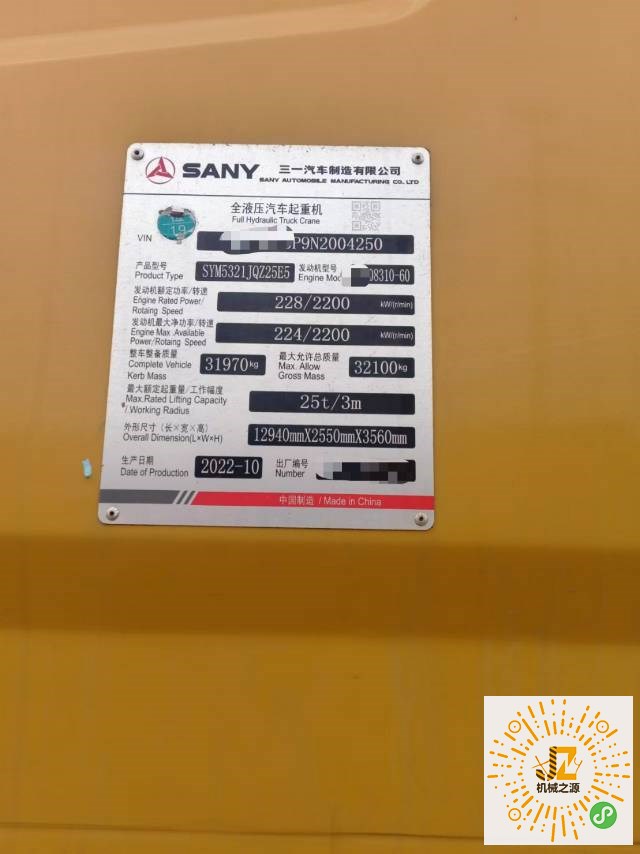 SANY 三一汽车制造有限公司
SANY AUTOMOBILE MANUFACTURING CO., LTD
全液压汽车起重机
Full Hydraulic Truck Crane
19
VIN P9N2004250
产品型号 SYM5321JQZ25E5 发动机型号 08310-60
Product Type Engine
发动机额定功率/转速
Engine Rated Power/ 228/2200 kW/(r/min)
Rotaing Speed
发动机最大净功率/转速
Engine Max .Available 224/2200 kW/(r/min)
Power/Rotaing Speed
整车整备质量 最大允许总质量
Complete Vehicle 31970kg Max. Allow 32100kg
Kerb Mass Gross Mass
最大额定起重量/工作幅度
Max.Rated Lifting Capacity 25t/3m
/ Working Radius
外形尺寸 (长×宽×高) 12940mmX2550mmX3560mm
Overall Dimension(L×W×H)
生产日期 2022-10 出厂编号
Date of Production Number
中国制造 / Made in China
JZ
机械之源